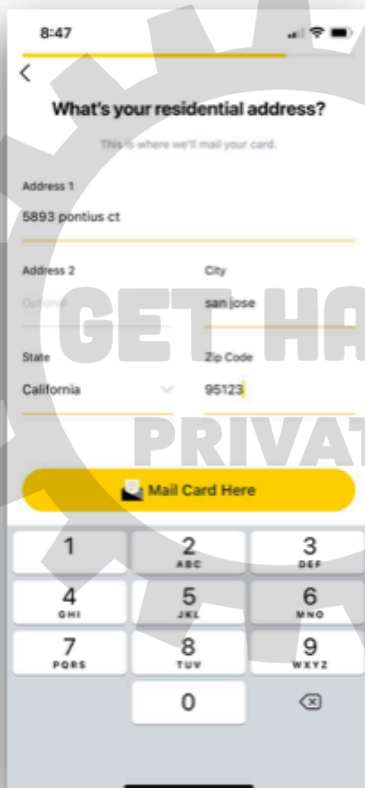 8:47
What's your residential address?
This is where we'll mail your card.
Address 1
5893 pontius ct
Address 2 City
Optional san jose
State Zip Code
California 95123
Mail Card Here
GET HA
PRIVAT
1 2 ABC 3 DEF
4 GHI 5 JKL 6 MNO
7 PQRS 8 TUV 9 WXYZ
0